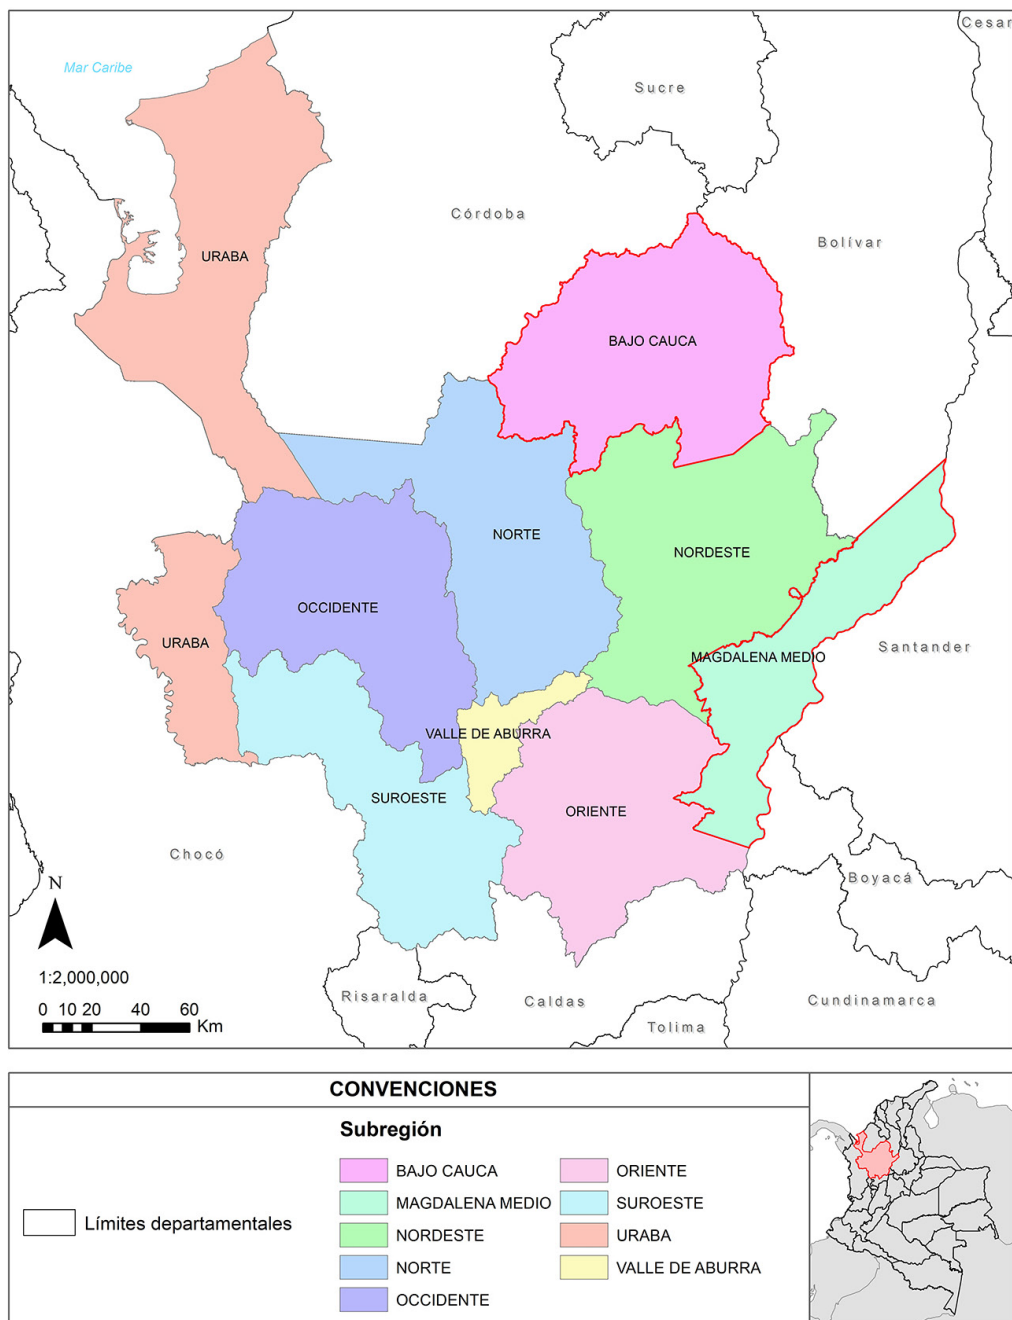 Cesar
Mar Caribe
Sucre
Córdoba
Bolívar
URABA
BAJO CAUCA
NORTE
NORDESTE
OCCIDENTE
URABA
Santander
MAGDALENA MEDIO
VALLE DE ABURRA
SUROESTE
ORIENTE
Chocó
Boyacá
N
1:2,000,000
Risaralda
Caldas
Cundinamarca
0 10 20 40 60
Km
Tolima
CONVENCIONES
Subregión
BAJO CAUCA
ORIENTE
MAGDALENA MEDIO
SUROESTE
Límites departamentales
NORDESTE
URABA
NORTE
VALLE DE ABURRA
OCCIDENTE